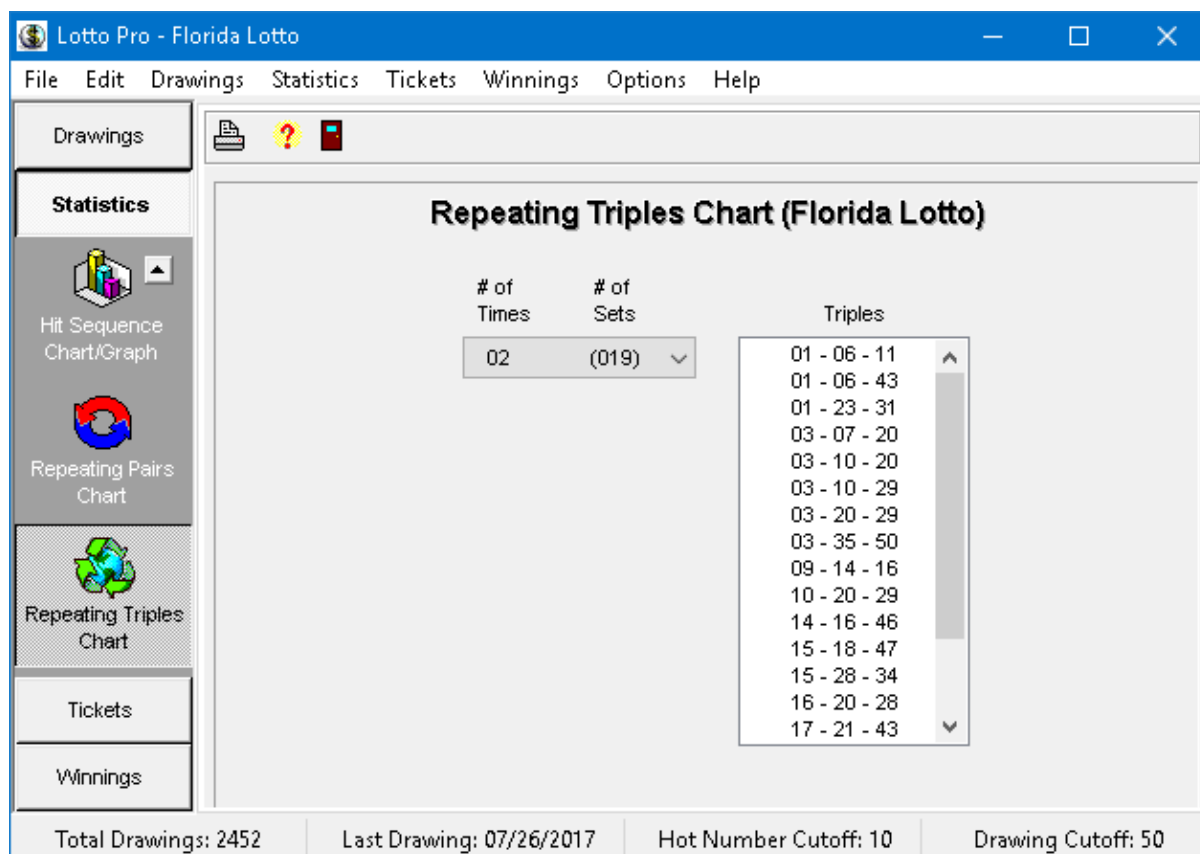 Lotto Pro - Florida Lotto
File Edit Drawings Statistics Tickets Winnings Options Help
Drawings
Statistics
Hit Sequence
Chart/Graph
Repeating Pairs
Chart
Repeating Triples
Chart
Tickets
Winnings
Repeating Triples Chart (Florida Lotto)
# of
Times
# of
Sets
02 (019)
Triples
01 - 06 - 11
01 - 06 - 43
01 - 23 - 31
03 - 07 - 20
03 - 10 - 20
03 - 10 - 29
03 - 20 - 29
03 - 35 - 50
09 - 14 - 16
10 - 20 - 29
14 - 16 - 46
15 - 18 - 47
15 - 28 - 34
16 - 20 - 28
17 - 21 - 43
Total Drawings: 2452 Last Drawing: 07/26/2017 Hot Number Cutoff: 10 Drawing Cutoff: 50